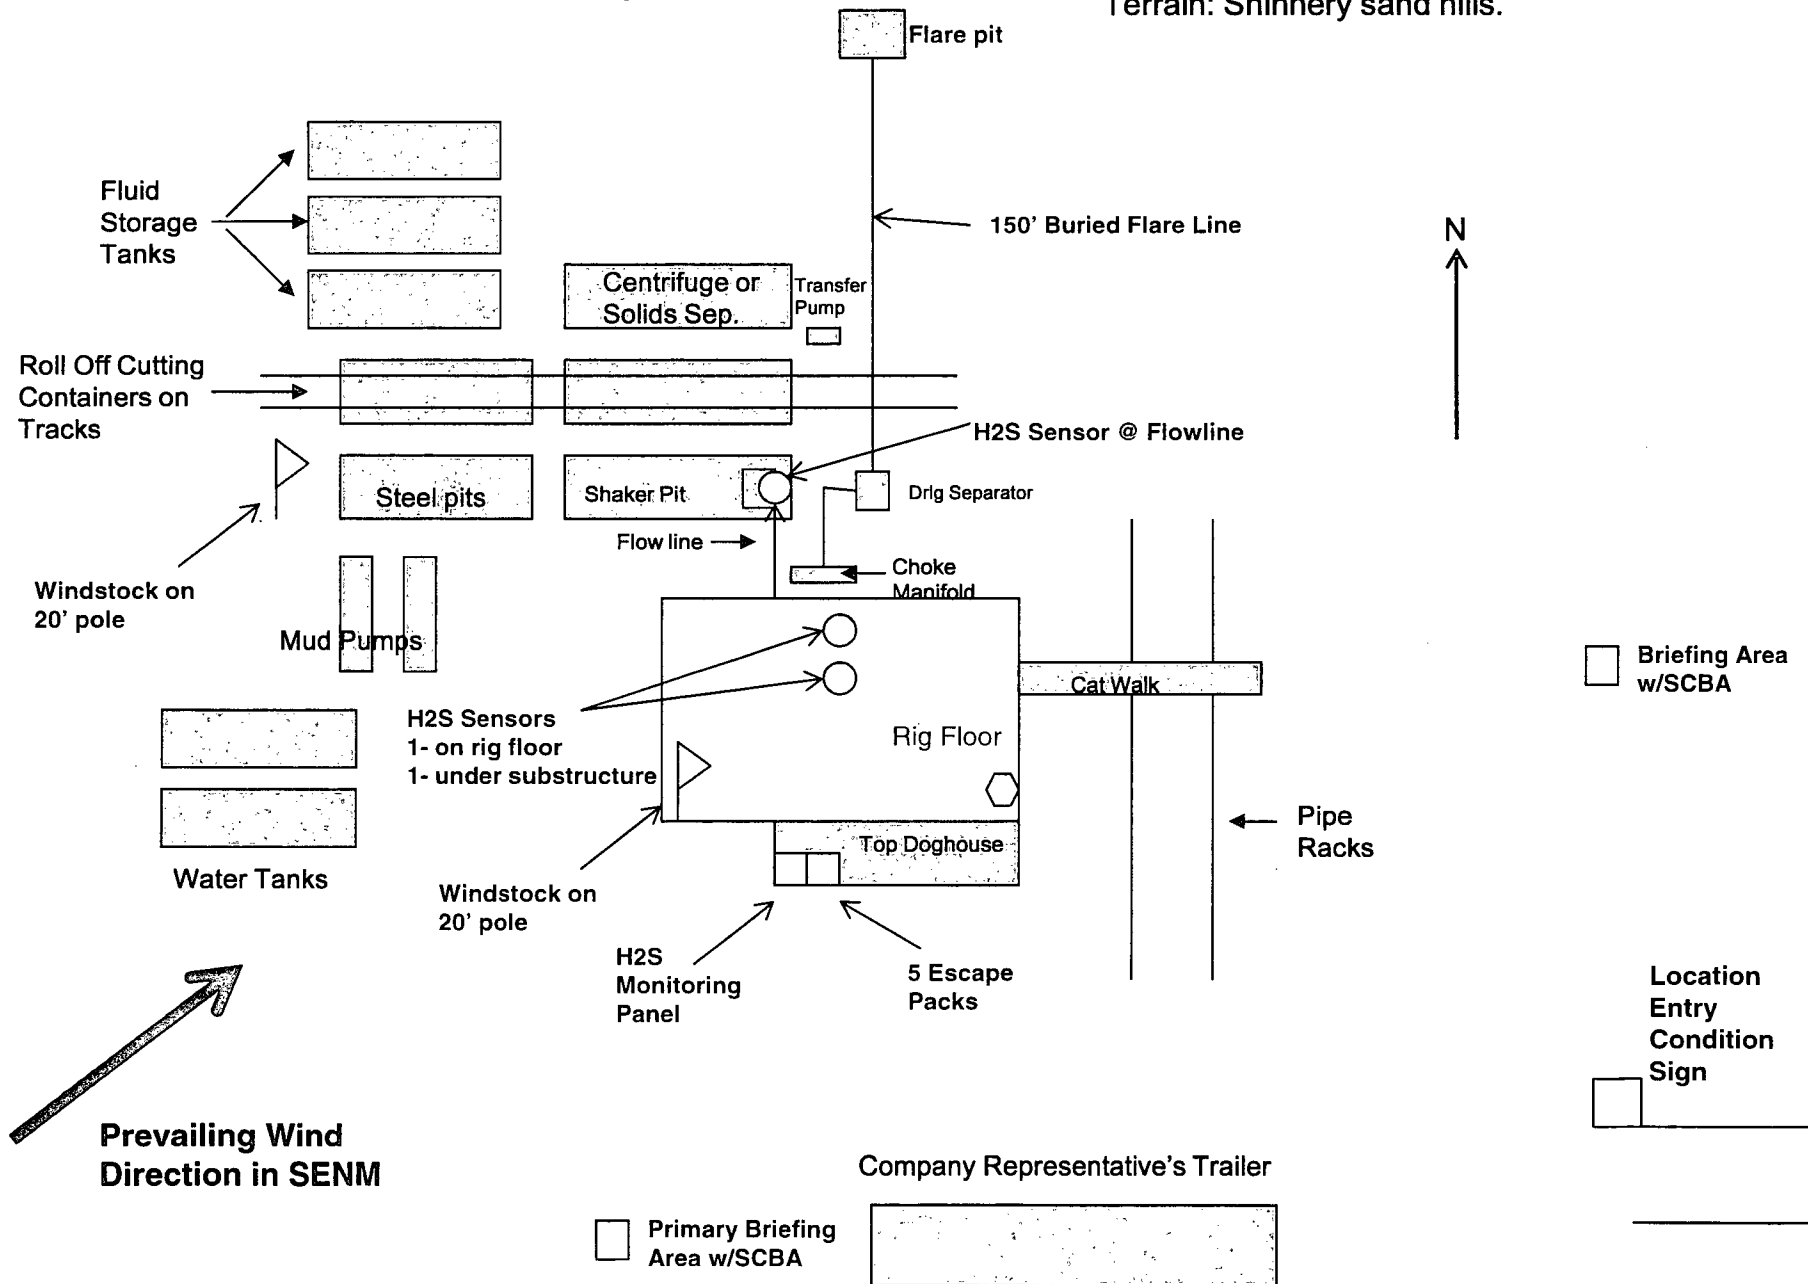 Terrain: Shinnery sand hills.
Flare pit
Fluid
Storage
Tanks
150' Buried Flare Line
N
Centrifuge or
Solids Sep.
Transfer
Pump
Roll Off Cutting
Containers on
Tracks
H2S Sensor @ Flowline
Steel pits
Shaker Pit
Drlg Separator
Flow line
Choke
Manifold
Windstock on
20' pole
Mud Pumps
Briefing Area
w/SCBA
Cat Walk
H2S Sensors
1- on rig floor
1- under substructure
Rig Floor
Pipe
Racks
Top Doghouse
Water Tanks
Windstock on
20' pole
H2S
Monitoring
Panel
5 Escape
Packs
Location
Entry
Condition
Sign
Prevailing Wind
Direction in SENM
Company Representative's Trailer
Primary Briefing
Area w/SCBA